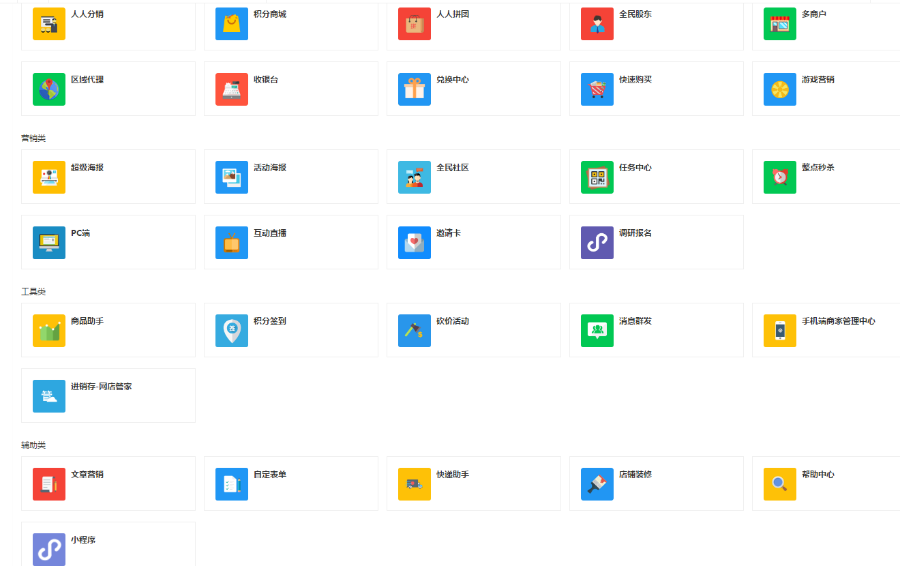 人人分销
积分商城
人人拼团
全民股东
多商户
区域代理
收银台
兑换中心
快速购买
游戏营销
营销类
超级海报
活动海报
全民社区
任务中心
整点秒杀
PC端
互动直播
邀请卡
调研报名
工具类
商品助手
积分签到
砍价活动
消息群发
手机端商家管理中心
进销存-网店管家
辅助类
文章营销
自定表单
快递助手
店铺装修
帮助中心
小程序